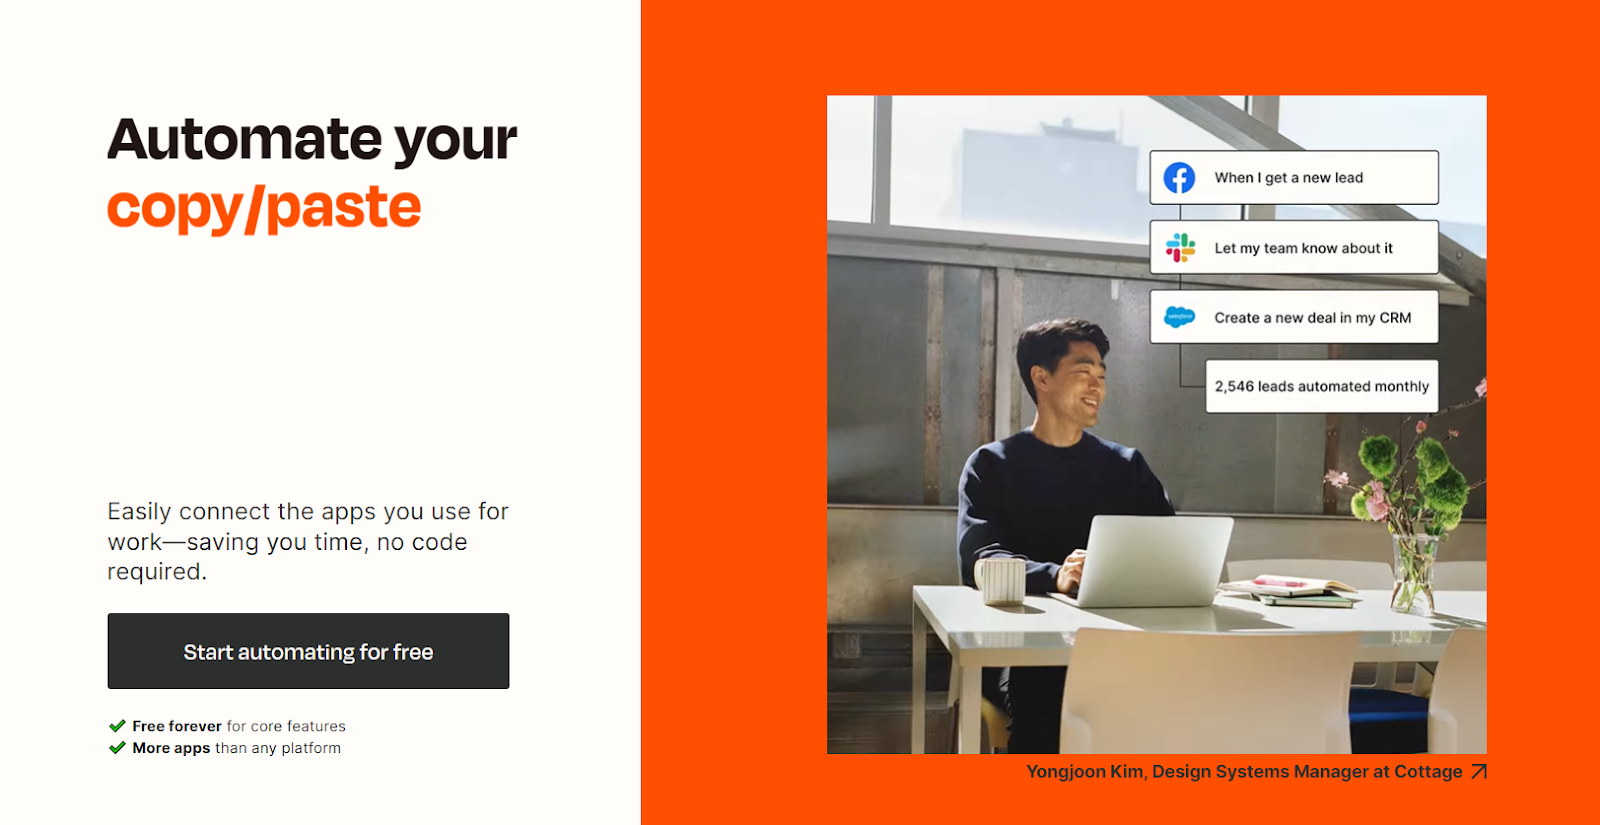 Automate your
copy/paste
Easily connect the apps you use for
work—saving you time, no code
required.
Start automating for free
Free forever for core features
More apps than any platform
When I get a new lead
Let my team know about it
salesforce
Create a new deal in my CRM
2,546 leads automated monthly
Yongjoon Kim, Design Systems Manager at Cottage